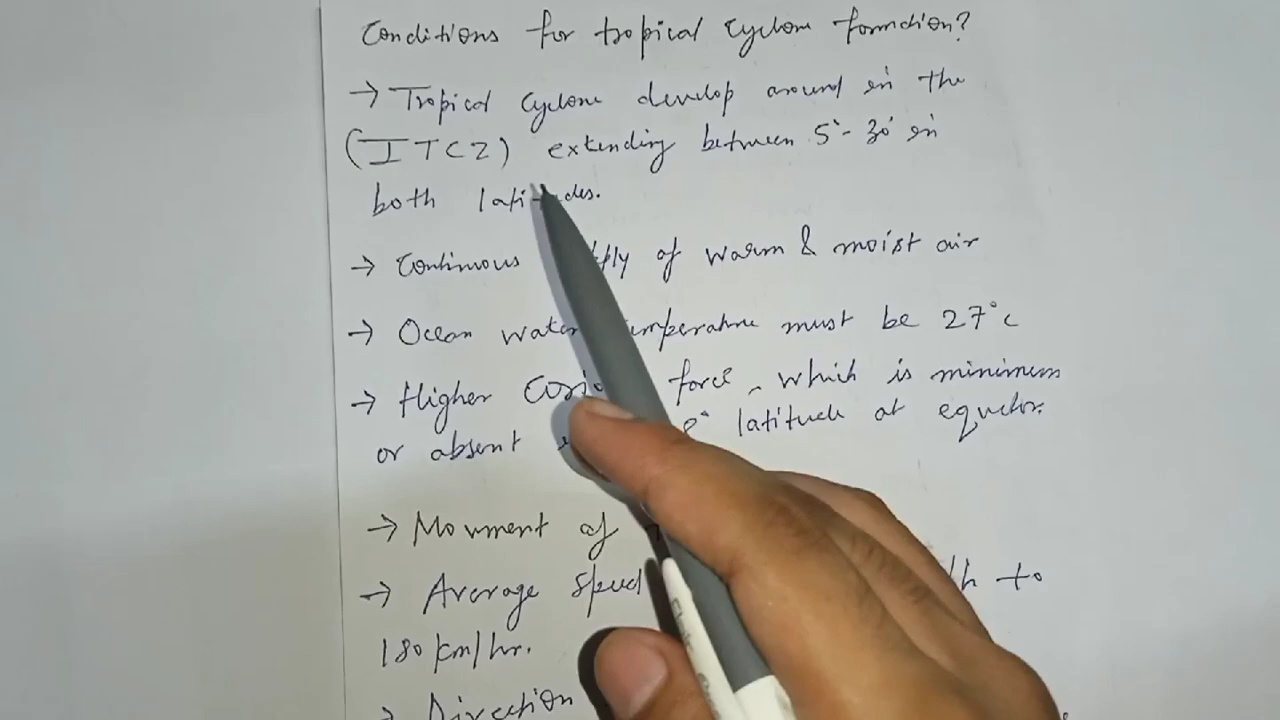 Conditions for tropical cyclone formation?
→ Tropical cyclone develop around in the
(ITCZ) extending between 5°-30° in
both latitudes.
→ Continous of warm & moist air
→ Ocean water temperature must be 27°c
→ Higher force, which is minimum
or absent latitude at equator.
→ Movment of
→ Average speed to
180 km/hr.
→ Direction